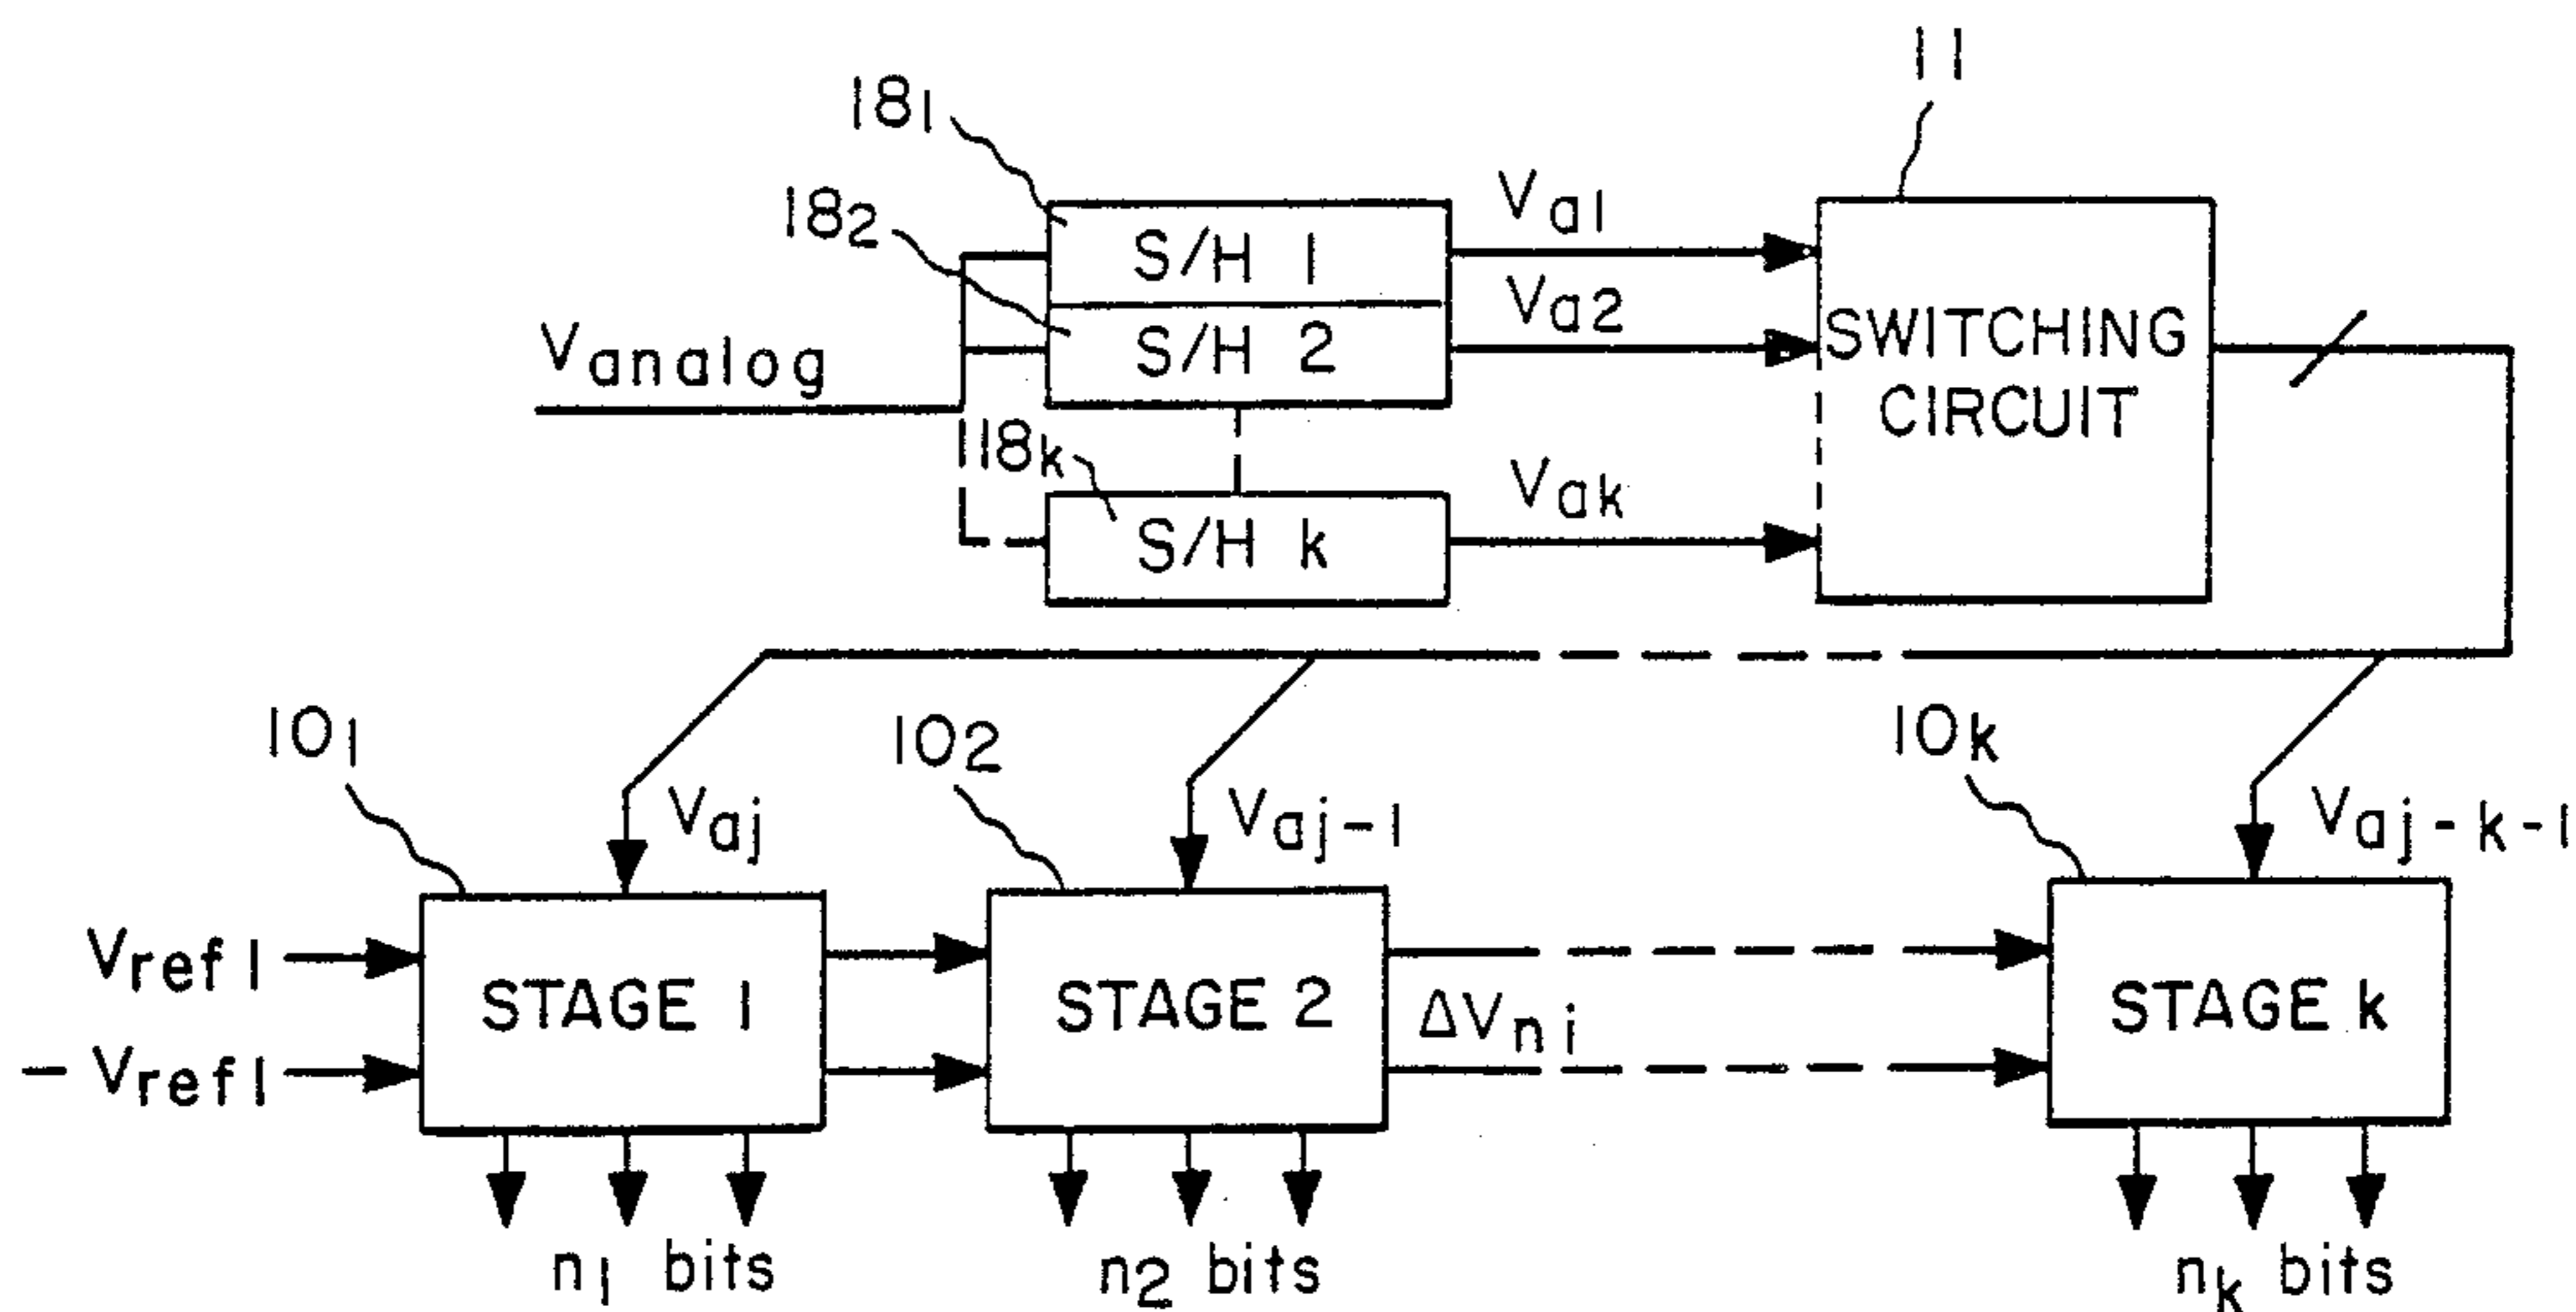 11
18₁
18₂
Vanalog
S/H 1
S/H 2
118k
S/H k
Va1
Va2
Vak
SWITCHING
CIRCUIT
10₁
10₂
10k
Vaj
Vaj-1
Vaj-k-1
Vref1
-Vref1
STAGE 1
STAGE 2
ΔVni
STAGE k
n₁ bits
n₂ bits
nk bits